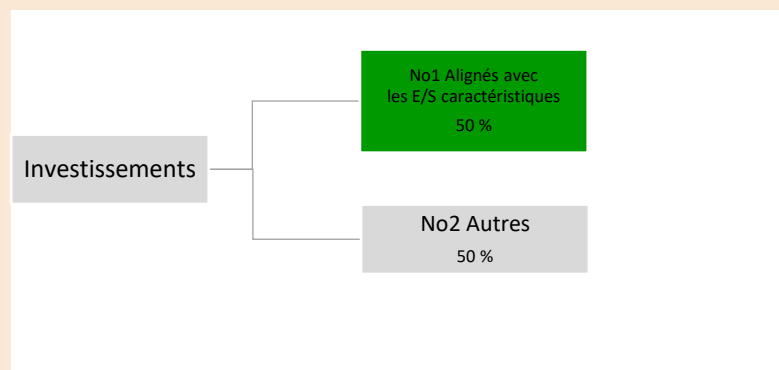 No1 Alignés avec
les E/S caractéristiques
50 %
Investissements
No2 Autres
50 %